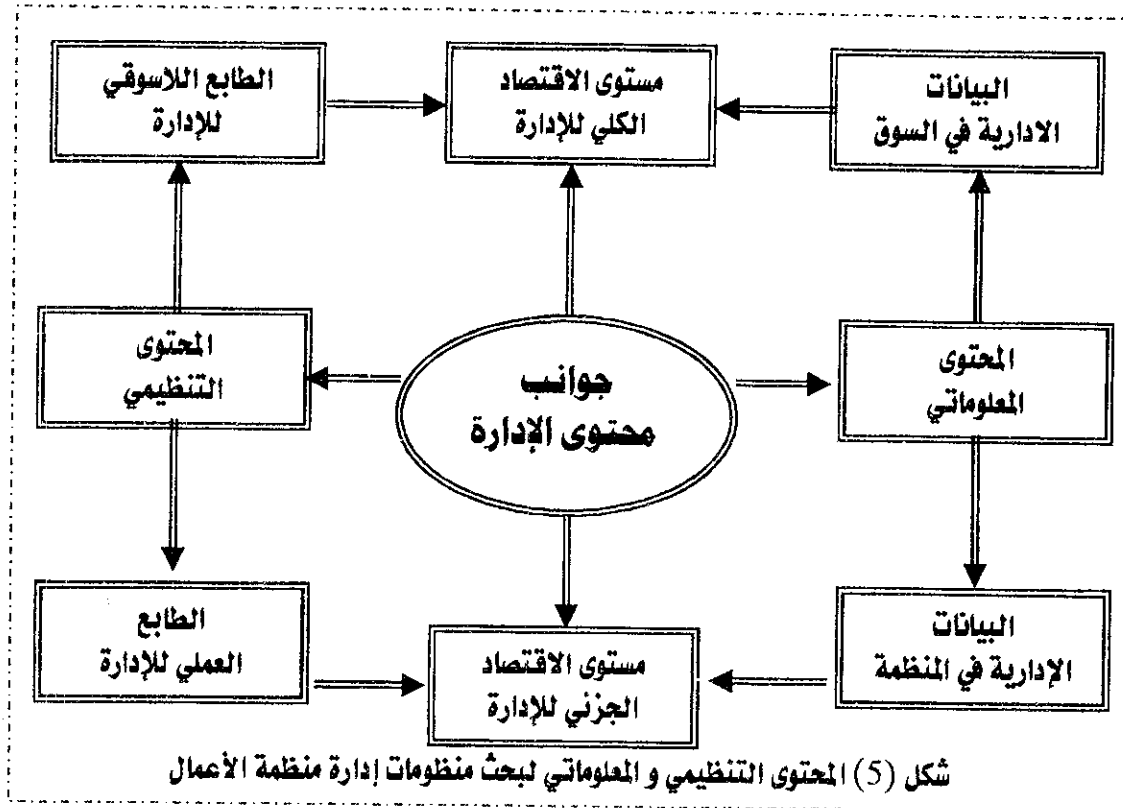 البيانات
الادارية في السوق
مستوى الاقتصاد
الكلي للإدارة
الطابع اللاسوقي
للإدارة
المحتوى
المعلوماتي
جوانب
محتوى الإدارة
المحتوى
التنظيمي
البيانات
الإدارية في المنظمة
مستوى الاقتصاد
الجزئي للإدارة
الطابع
العملي للإدارة
شكل (5) المحتوى التنظيمي و المعلوماتي لبحث منظومات إدارة منظمة الأعمال